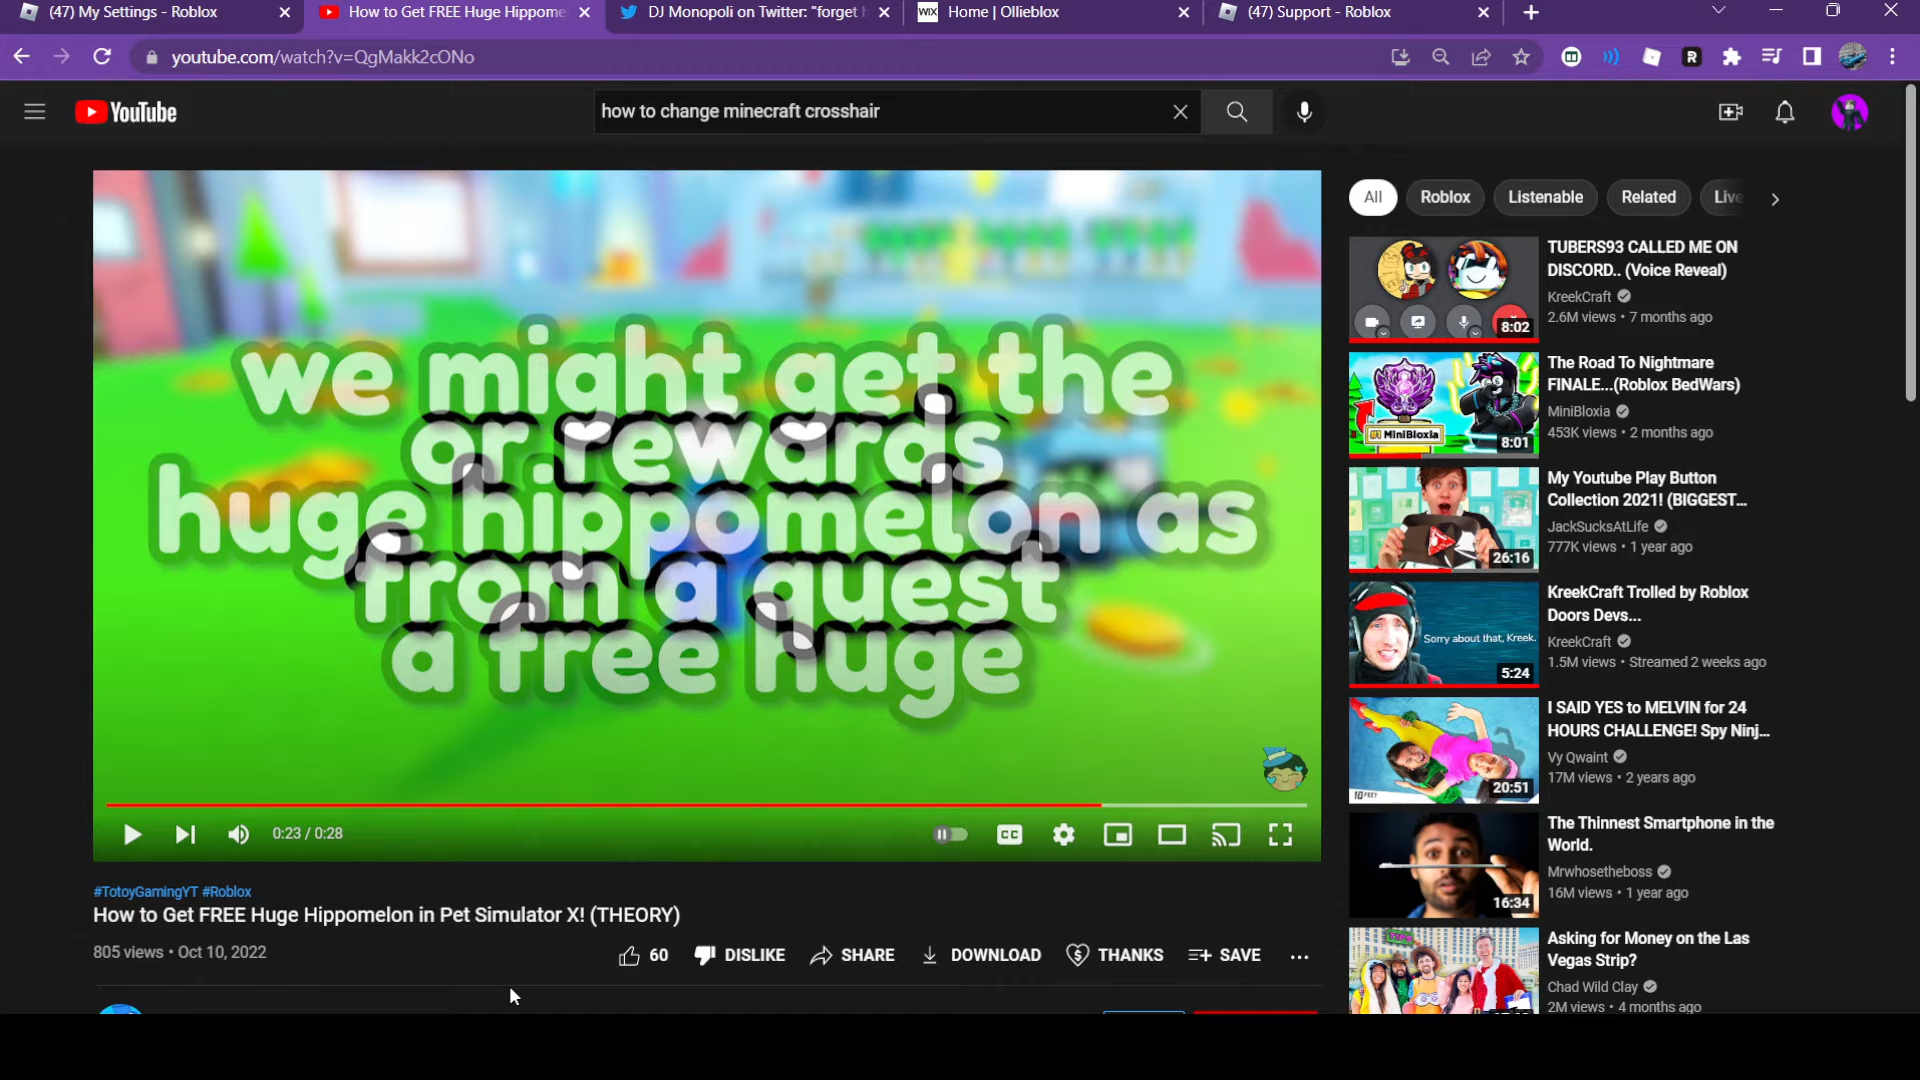 (47) My Settings - Roblox
How to Get FREE Huge Hippome
DJ Monopoli on Twitter: "forget
WIX
Home | Ollieblox
(47) Support - Roblox
youtube.com/watch?v=QgMakk2cONo
YouTube
how to change minecraft crosshair
we might get the
or rewards
huge hippomelon as
from a quest
a free huge
0:23 / 0:28
CC
#TotoyGamingYT #Roblox
How to Get FREE Huge Hippomelon in Pet Simulator X! (THEORY)
805 views • Oct 10, 2022
60
DISLIKE
SHARE
DOWNLOAD
THANKS
SAVE
All
Roblox
Listenable
Related
Live
8:02
TUBERS93 CALLED ME ON
DISCORD.. (Voice Reveal)
KreekCraft
2.6M views • 7 months ago
#1 MiniBloxia
8:01
The Road To Nightmare
FINALE...(Roblox BedWars)
MiniBloxia
453K views • 2 months ago
26:16
My Youtube Play Button
Collection 2021! (BIGGEST...
JackSucksAtLife
777K views • 1 year ago
Sorry about that, Kreek.
5:24
KreekCraft Trolled by Roblox
Doors Devs...
KreekCraft
1.5M views • Streamed 2 weeks ago
10 FEET
20:51
I SAID YES to MELVIN for 24
HOURS CHALLENGE! Spy Ninj...
Vy Qwaint
17M views • 2 years ago
16:34
The Thinnest Smartphone in the
World.
Mrwhosetheboss
16M views • 1 year ago
Asking for Money on the Las
Vegas Strip?
Chad Wild Clay
2M views • 4 months ago